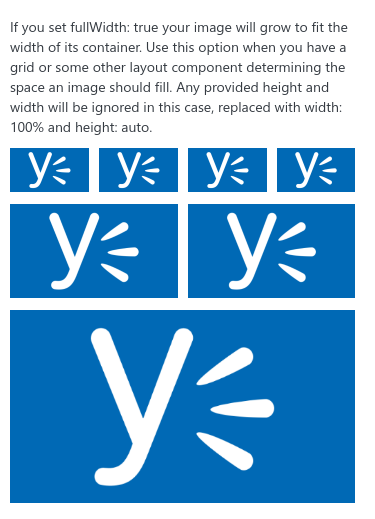 If you set fullWidth: true your image will grow to fit the
width of its container. Use this option when you have a
grid or some other layout component determining the
space an image should fill. Any provided height and
width will be ignored in this case, replaced with width:
100% and height: auto.
y y y y
y y
y